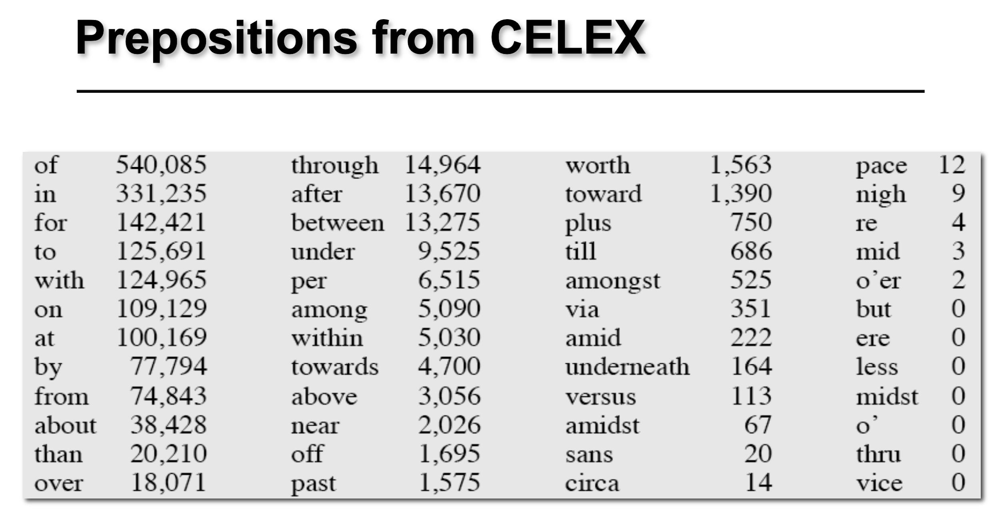 Prepositions from CELEX
of 540,085 through 14,964 worth 1,563 pace 12
in 331,235 after 13,670 toward 1,390 nigh 9
for 142,421 between 13,275 plus 750 re 4
to 125,691 under 9,525 till 686 mid 3
with 124,965 per 6,515 amongst 525 o’er 2
on 109,129 among 5,090 via 351 but 0
at 100,169 within 5,030 amid 222 ere 0
by 77,794 towards 4,700 underneath 164 less 0
from 74,843 above 3,056 versus 113 midst 0
about 38,428 near 2,026 amidst 67 o’ 0
than 20,210 off 1,695 sans 20 thru 0
over 18,071 past 1,575 circa 14 vice 0